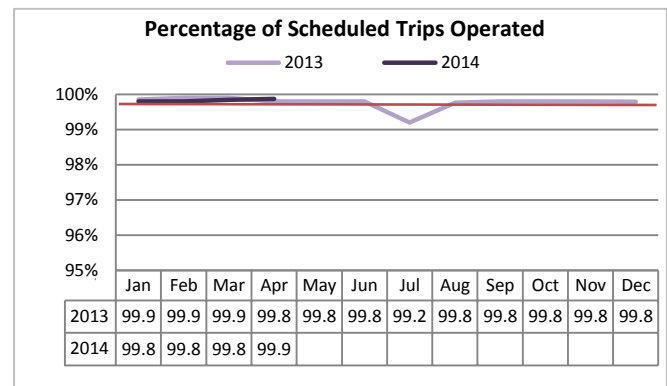 Percentage of Scheduled Trips Operated
2013 2014
100%
99%
98%
97%
96%
95%
Jan Feb Mar Apr May Jun Jul Aug Sep Oct Nov Dec
2013 99.9 99.9 99.9 99.8 99.8 99.8 99.2 99.8 99.8 99.8 99.8 99.8
2014 99.8 99.8 99.8 99.9